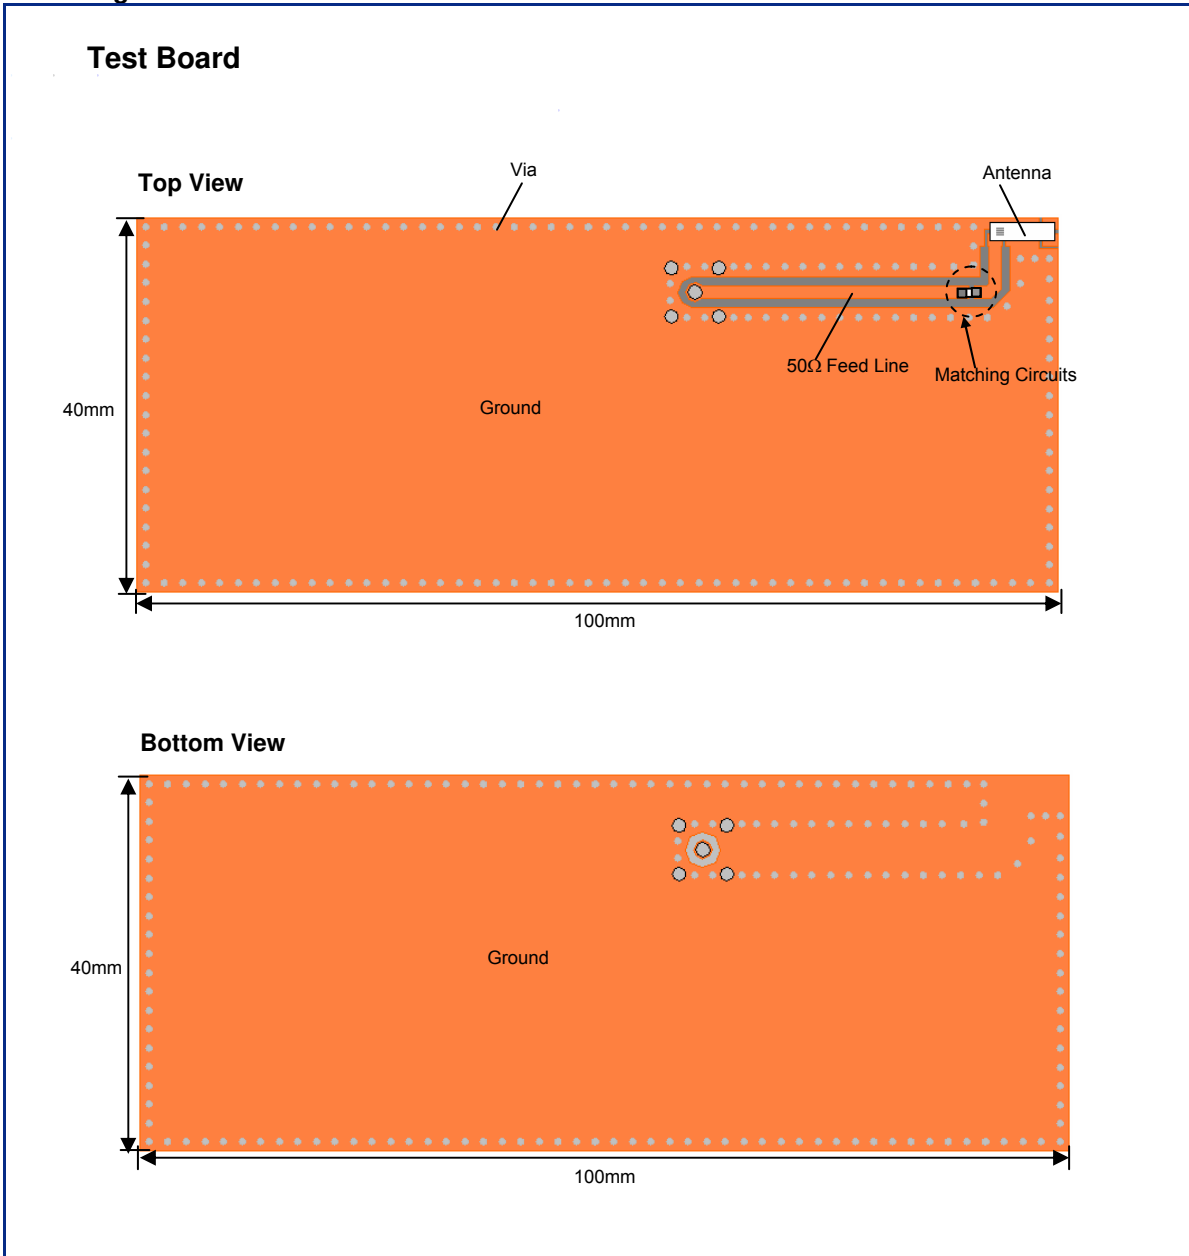 Test Board
Top View
Via
Antenna
50Ω Feed Line
Matching Circuits
40mm
Ground
100mm
Bottom View
40mm
Ground
100mm